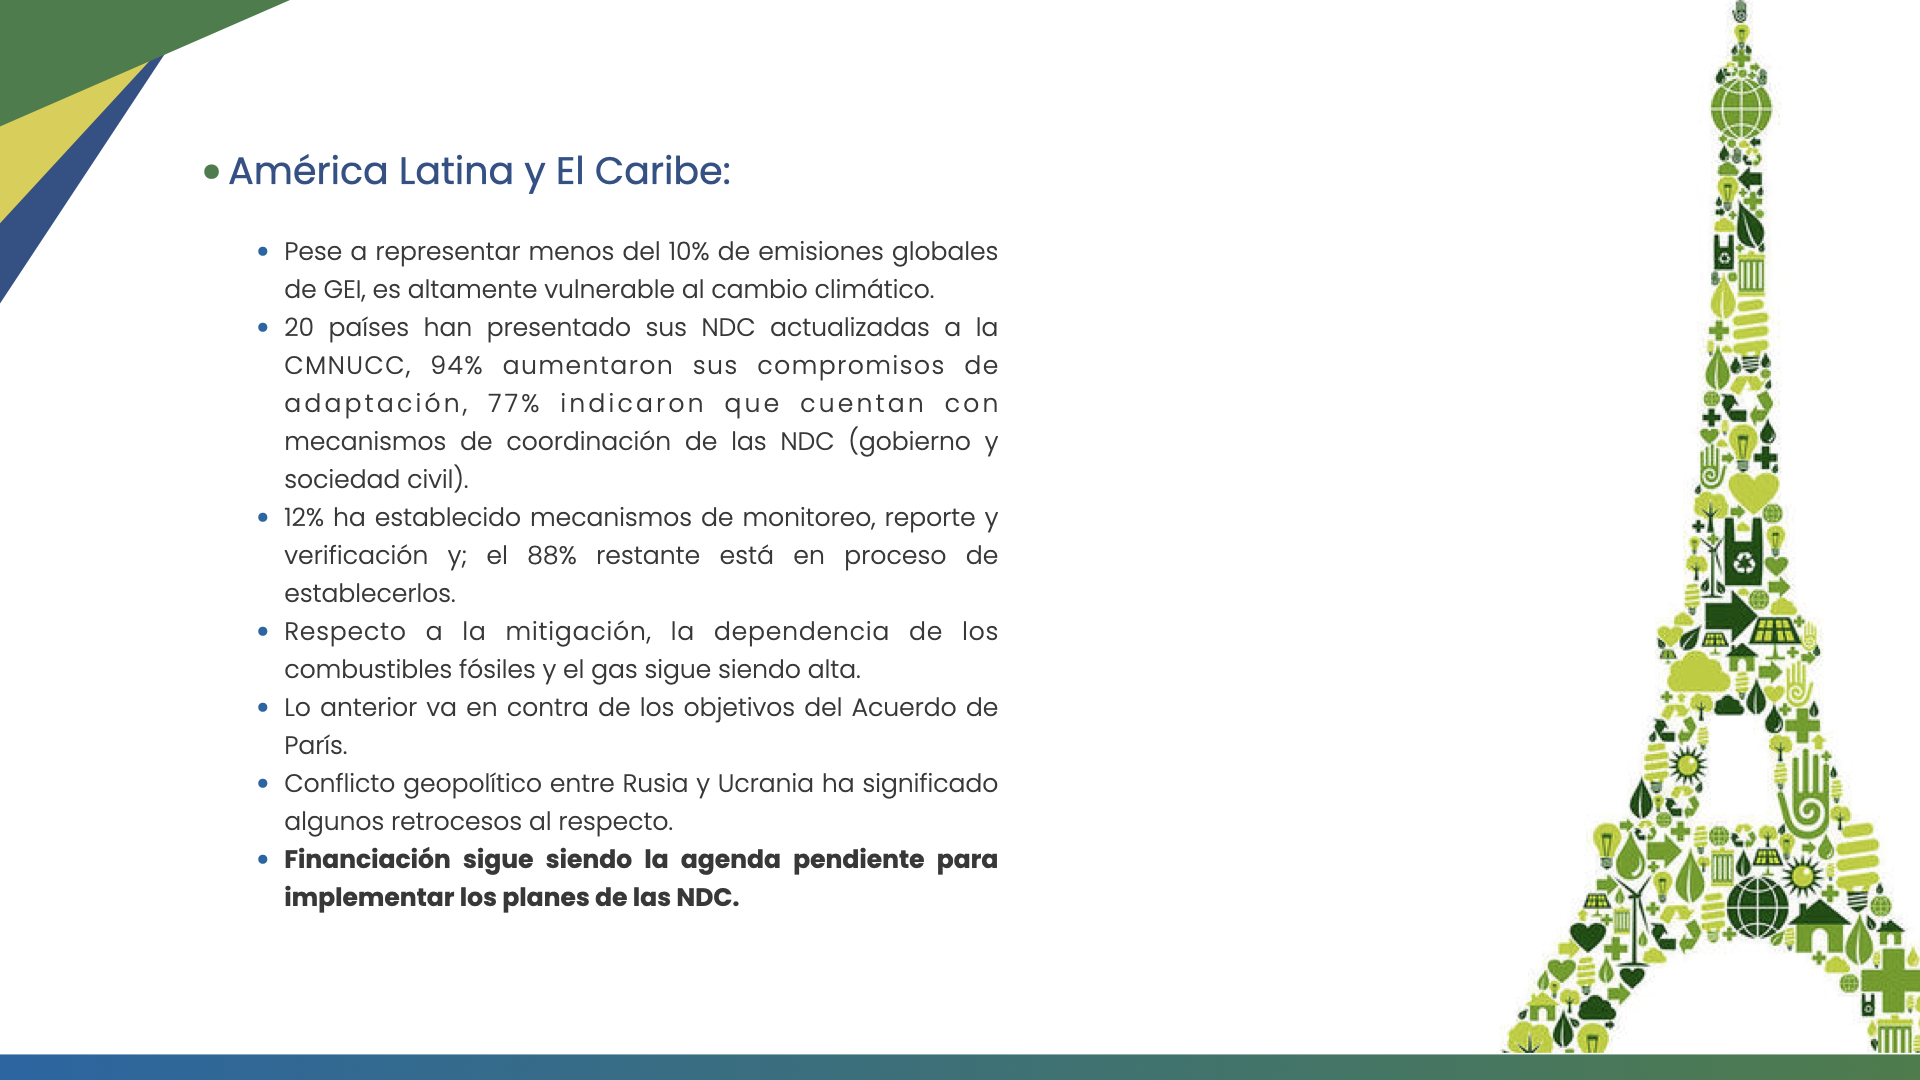 • América Latina y El Caribe:
• Pese a representar menos del 10% de emisiones globales
de GEI, es altamente vulnerable al cambio climático.
• 20 países han presentado sus NDC actualizadas a la
CMNUCC, 94% aumentaron sus compromisos de
adaptación, 77% indicaron que cuentan con
mecanismos de coordinación de las NDC (gobierno y
sociedad civil).
• 12% ha establecido mecanismos de monitoreo, reporte y
verificación y; el 88% restante está en proceso de
establecerlos.
• Respecto a la mitigación, la dependencia de los
combustibles fósiles y el gas sigue siendo alta.
• Lo anterior va en contra de los objetivos del Acuerdo de
París.
• Conflicto geopolítico entre Rusia y Ucrania ha significado
algunos retrocesos al respecto.
• Financiación sigue siendo la agenda pendiente para
implementar los planes de las NDC.